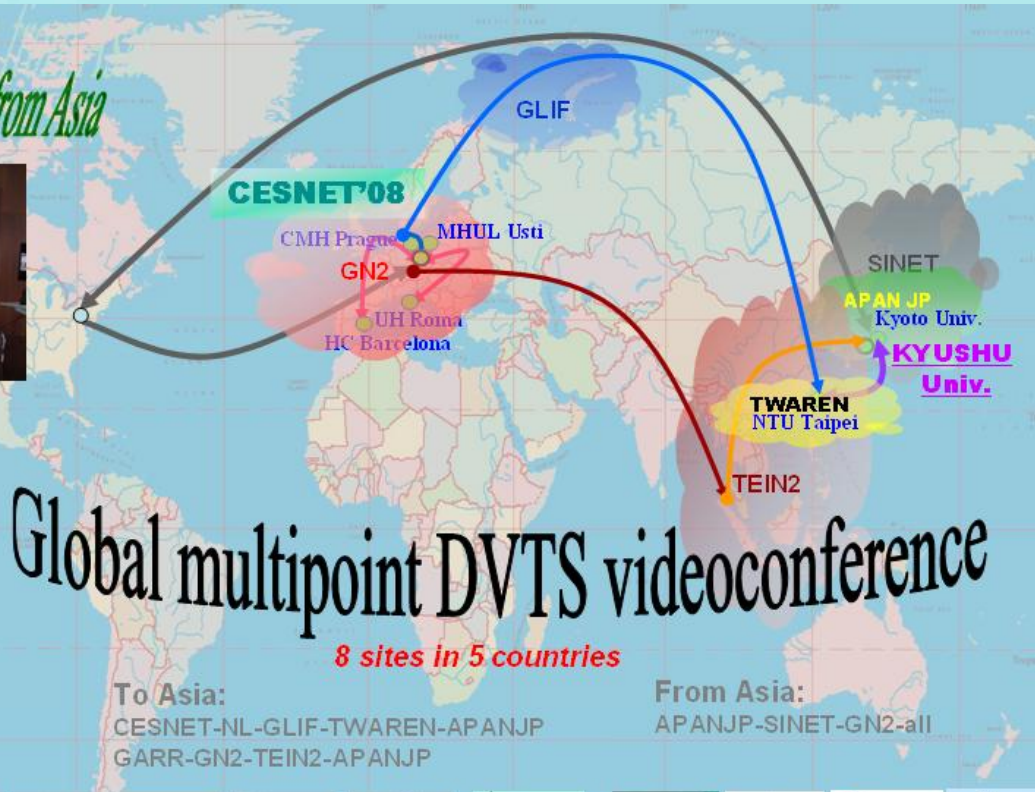 from Asia
GLIF
CESNET'08
CMH Prague
MHUL Usti
GN2
UH Roma
HC Barcelona
SINET
APAN JP
Kyoto Univ.
KYUSHU
Univ.
TWAREN
NTU Taipei
TEIN2
Global multipoint DVTS videoconference
8 sites in 5 countries
To Asia:
CESNET-NL-GLIF-TWAREN-APANJP
GARR-GN2-TEIN2-APANJP
From Asia:
APANJP-SINET-GN2-all